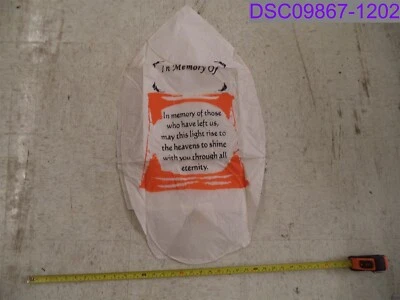 DSC09867-1202
In Memory Of
In memory of those
who have left us,
may this light rise to
the heavens to shine
with you through all
eternity.